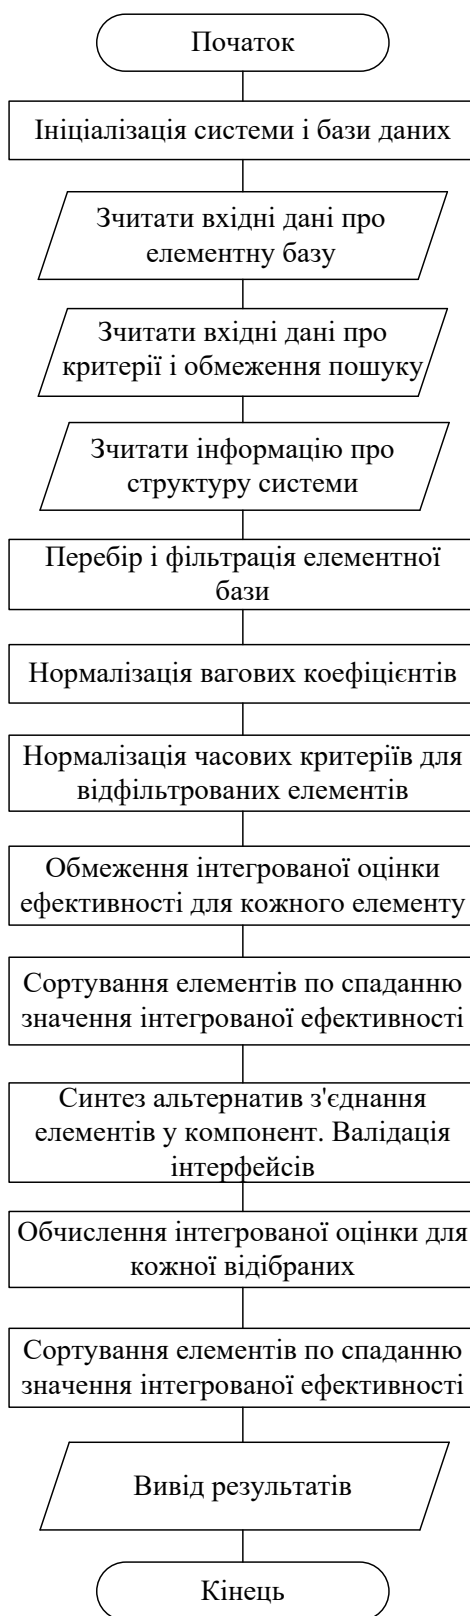 Початок
Ініціалізація системи і бази даних
Зчитати вхідні дані про
елементну базу
Зчитати вхідні дані про
критерії і обмеження пошуку
Зчитати інформацію про
структуру системи
Перебір і фільтрація елементної
бази
Нормалізація вагових коефіцієнтів
Нормалізація часових критеріїв для
відфільтрованих елементів
Обмеження інтегрованої оцінки
ефективності для кожного елементу
Сортування елементів по спаданню
значення інтегрованої ефективності
Синтез альтернатив з'єднання
елементів у компонент. Валідація
інтерфейсів
Обчислення інтегрованої оцінки для
кожної відібраних
Сортування елементів по спаданню
значення інтегрованої ефективності
Вивід результатів
Кінець